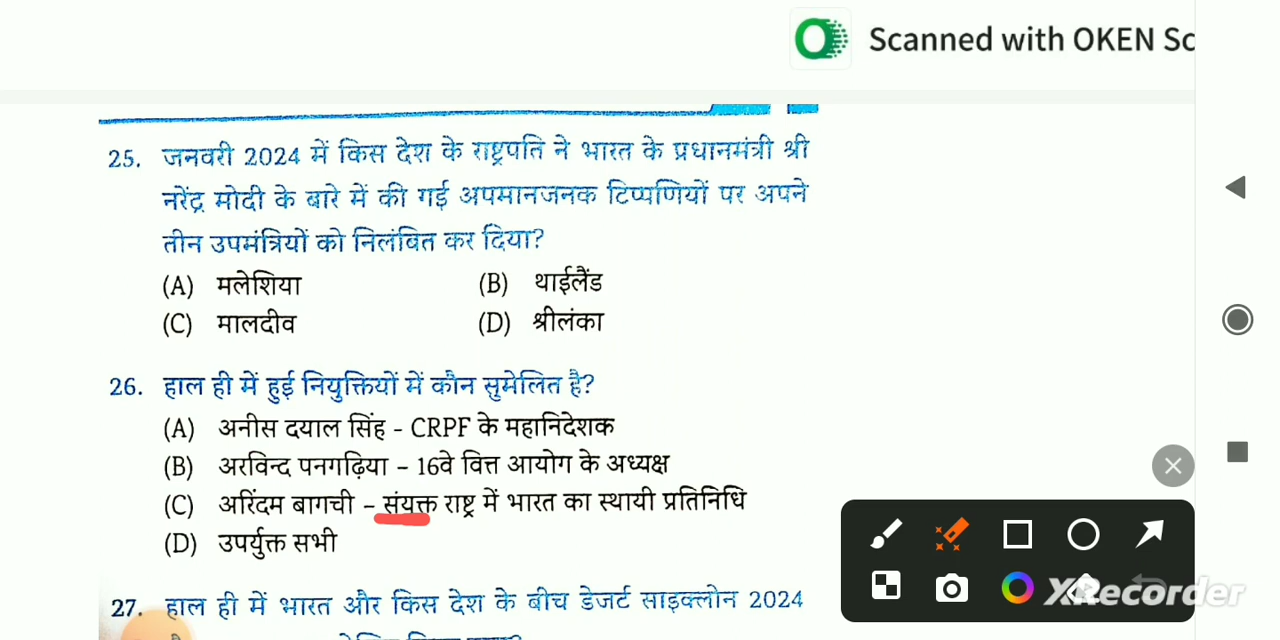 Scanned with OKEN Sc
25. जनवरी 2024 में किस देश के राष्ट्रपति ने भारत के प्रधानमंत्री श्री
नरेंद्र मोदी के बारे में की गई अपमानजनक टिप्पणियों पर अपने
तीन उपमंत्रियों को निलंबित कर दिया?
(A) मलेशिया (B) थाईलैंड
(C) मालदीव (D) श्रीलंका
26. हाल ही में हुई नियुक्तियों में कौन सुमेलित है?
(A) अनीस दयाल सिंह - CRPF के महानिदेशक
(B) अरविन्द पनगढ़िया - 16वे वित्त आयोग के अध्यक्ष
(C) अरिंदम बागची - संयक्त राष्ट्र में भारत का स्थायी प्रतिनिधि
(D) उपर्युक्त सभी
27. हाल ही में भारत और किस देश के बीच डेजर्ट साइक्लोन 2024
XRecorder